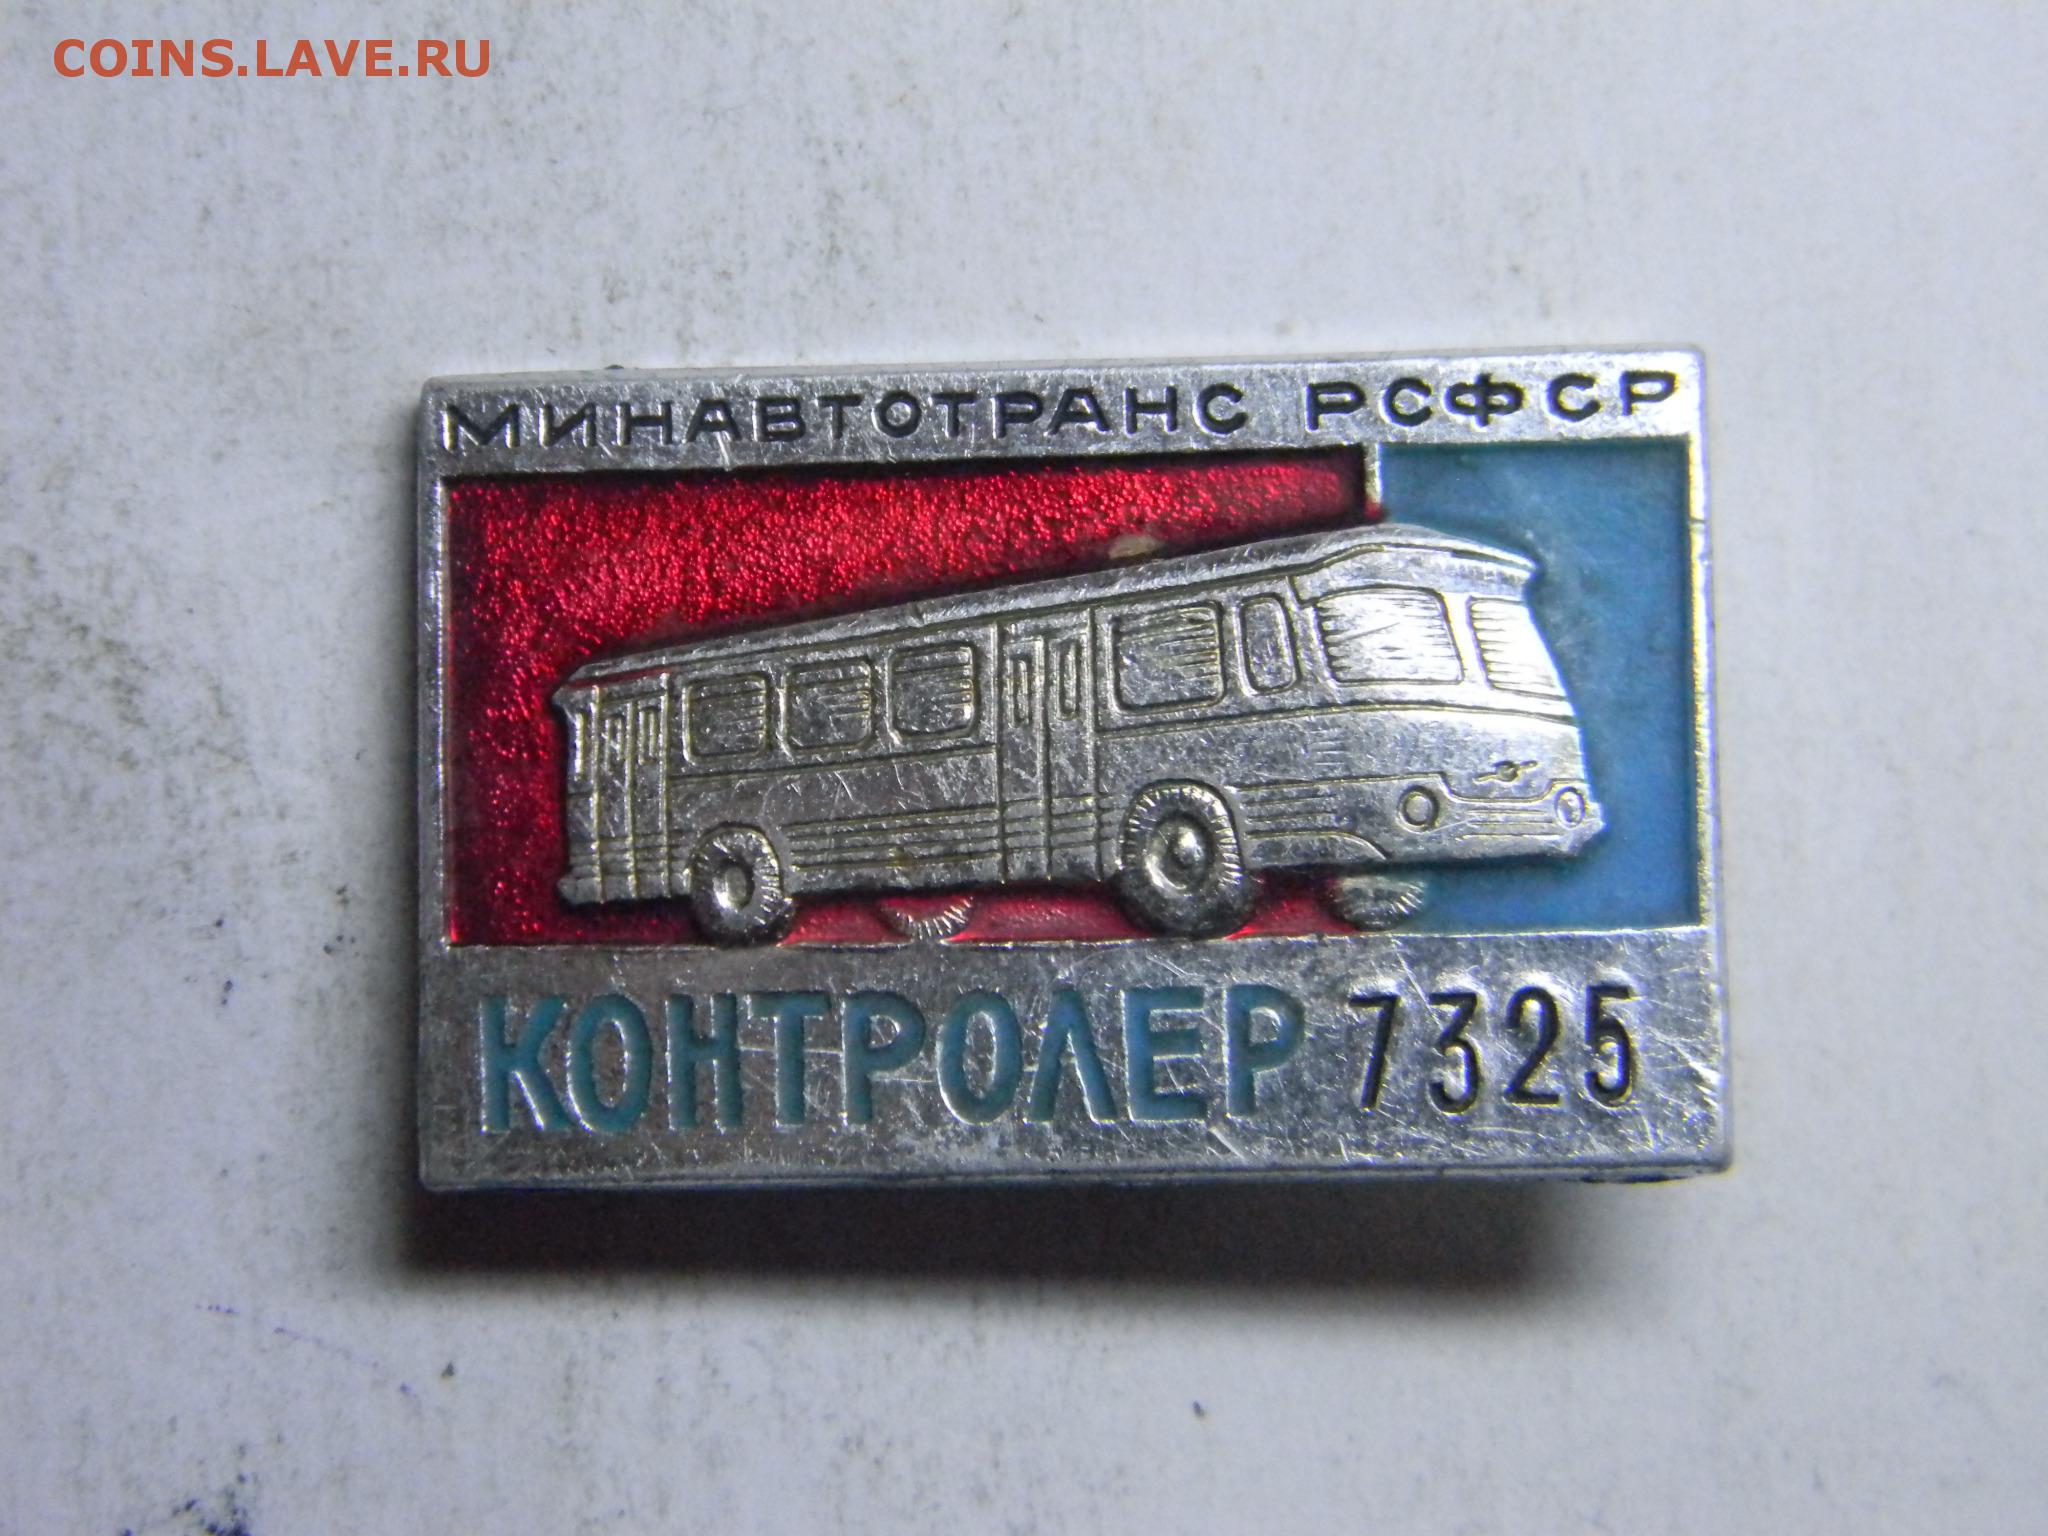 COINS.LAVE.RU
МИНАВТОТРАНС РСФСР
КОНТРОЛЕР 7325